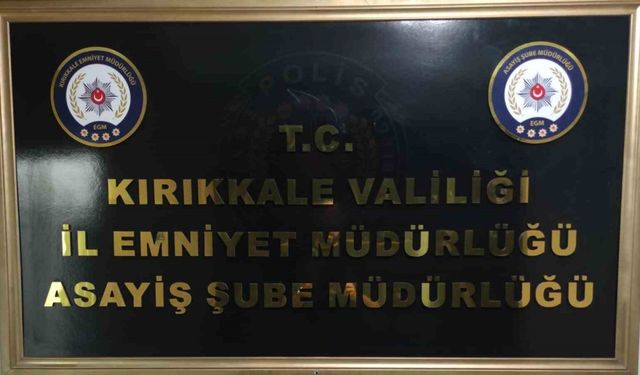 KIRIKKALE EMNİYET MÜDÜRLÜĞÜ
EGM
ASAYİŞ ŞUBE MÜDÜRLÜĞÜ
EGM
POLİS
T.C.
KIRIKKALE VALİLİĞİ
İL EMNİYET MÜDÜRLÜĞÜ
ASAYİŞ ŞUBE MÜDÜRLÜĞÜ